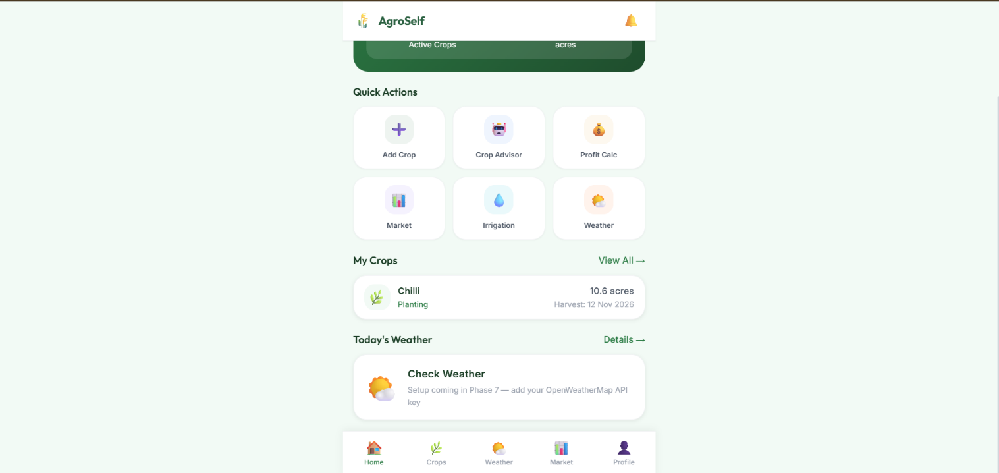 AgroSelf
Active Crops
acres
Quick Actions
Add Crop
Crop Advisor
Profit Calc
Market
Irrigation
Weather
My Crops
View All →
Chilli
10.6 acres
Planting
Harvest: 12 Nov 2026
Today's Weather
Details →
Check Weather
Setup coming in Phase 7 — add your OpenWeatherMap API
key
Home
Crops
Weather
Market
Profile